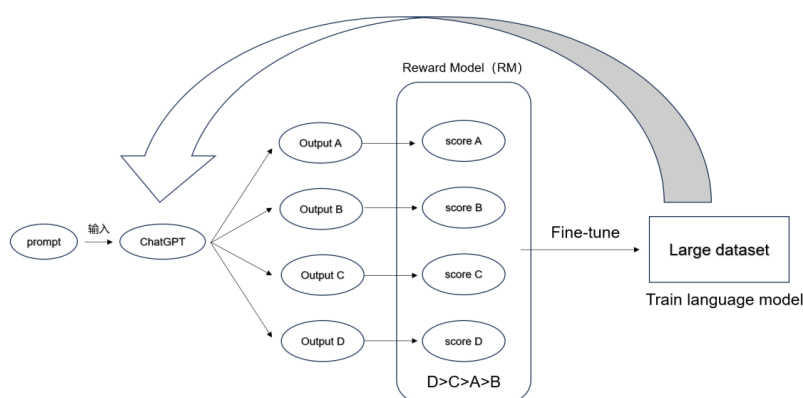 Reward Model（RM）
Output A
score A
Output B
score B
输入
prompt
ChatGPT
Fine-tune
Large dataset
Output C
score C
Train language model
Output D
score D
D>C>A>B